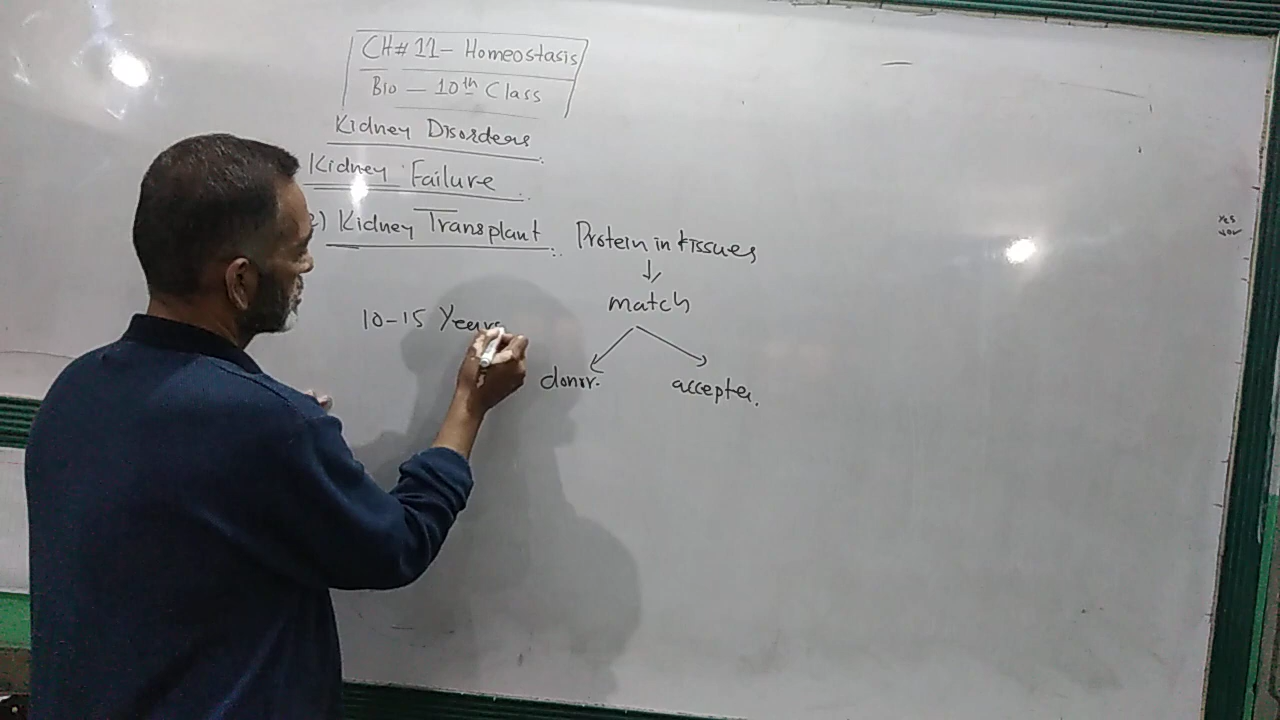 CH# 11 - Homeostasis
Bio — 10th Class
Kidney Disorders
Kidney Failure
2) Kidney Transplant
Protein in tissues
match
donor.
accepter.
10-15 Years